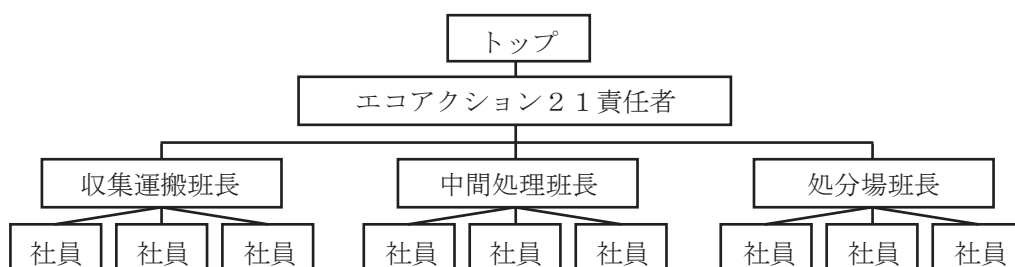 トップ
エコアクション２１責任者
収集運搬班長 中間処理班長 処分場班長
社員 社員 社員 社員 社員 社員 社員 社員 社員